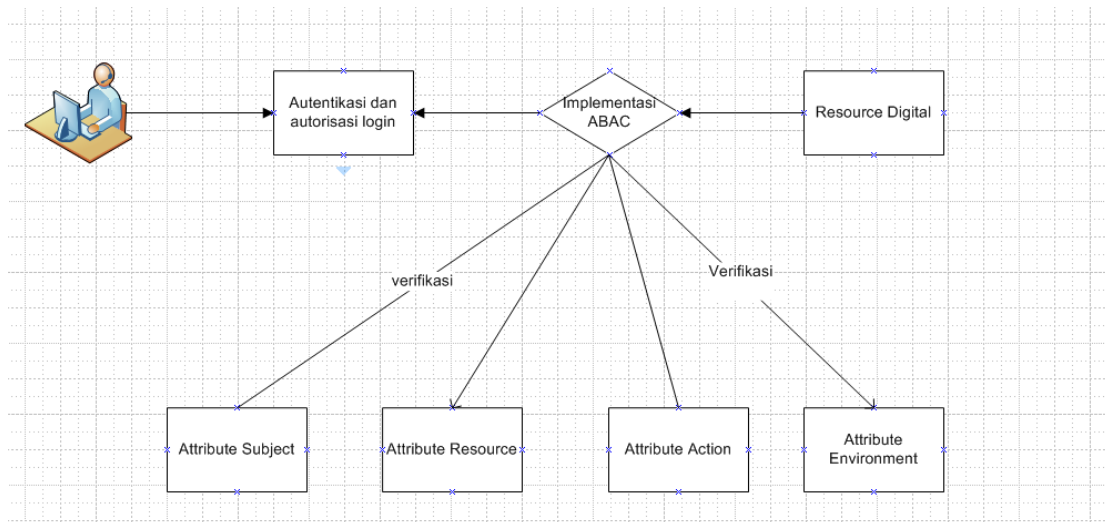 Autentikasi dan
autorisasi login
Implementasi
ABAC
Resource Digital
verifikasi
Verifikasi
Attribute Subject
Attribute Resource
Attribute Action
Attribute
Environment